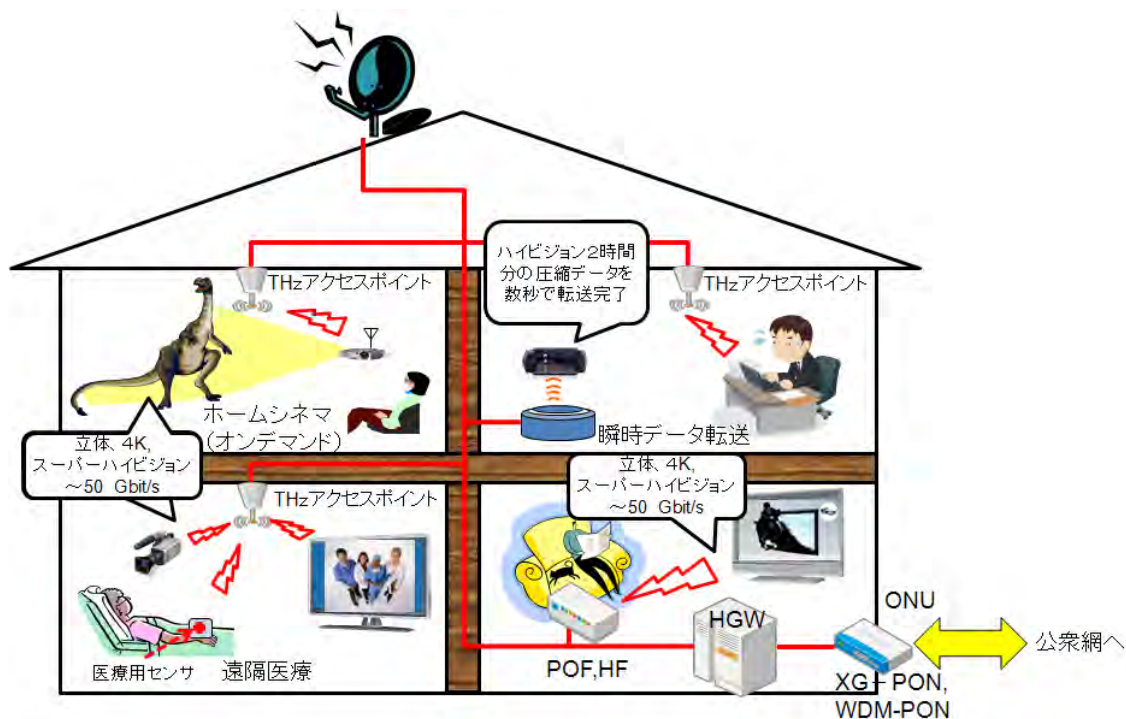 ハイビジョン2時間
分の圧縮データを
数秒で転送完了
THzアクセスポイント
THzアクセスポイント
ホームシネマ
(オンデマンド)
瞬時データ転送
立体、4K,
スーパーハイビジョン
～50 Gbit/s
立体、4K,
スーパーハイビジョン
～50 Gbit/s
THzアクセスポイント
医療用センサ
遠隔医療
POF,HF
HGW
ONU
公衆網へ
XG-PON,
WDM-PON